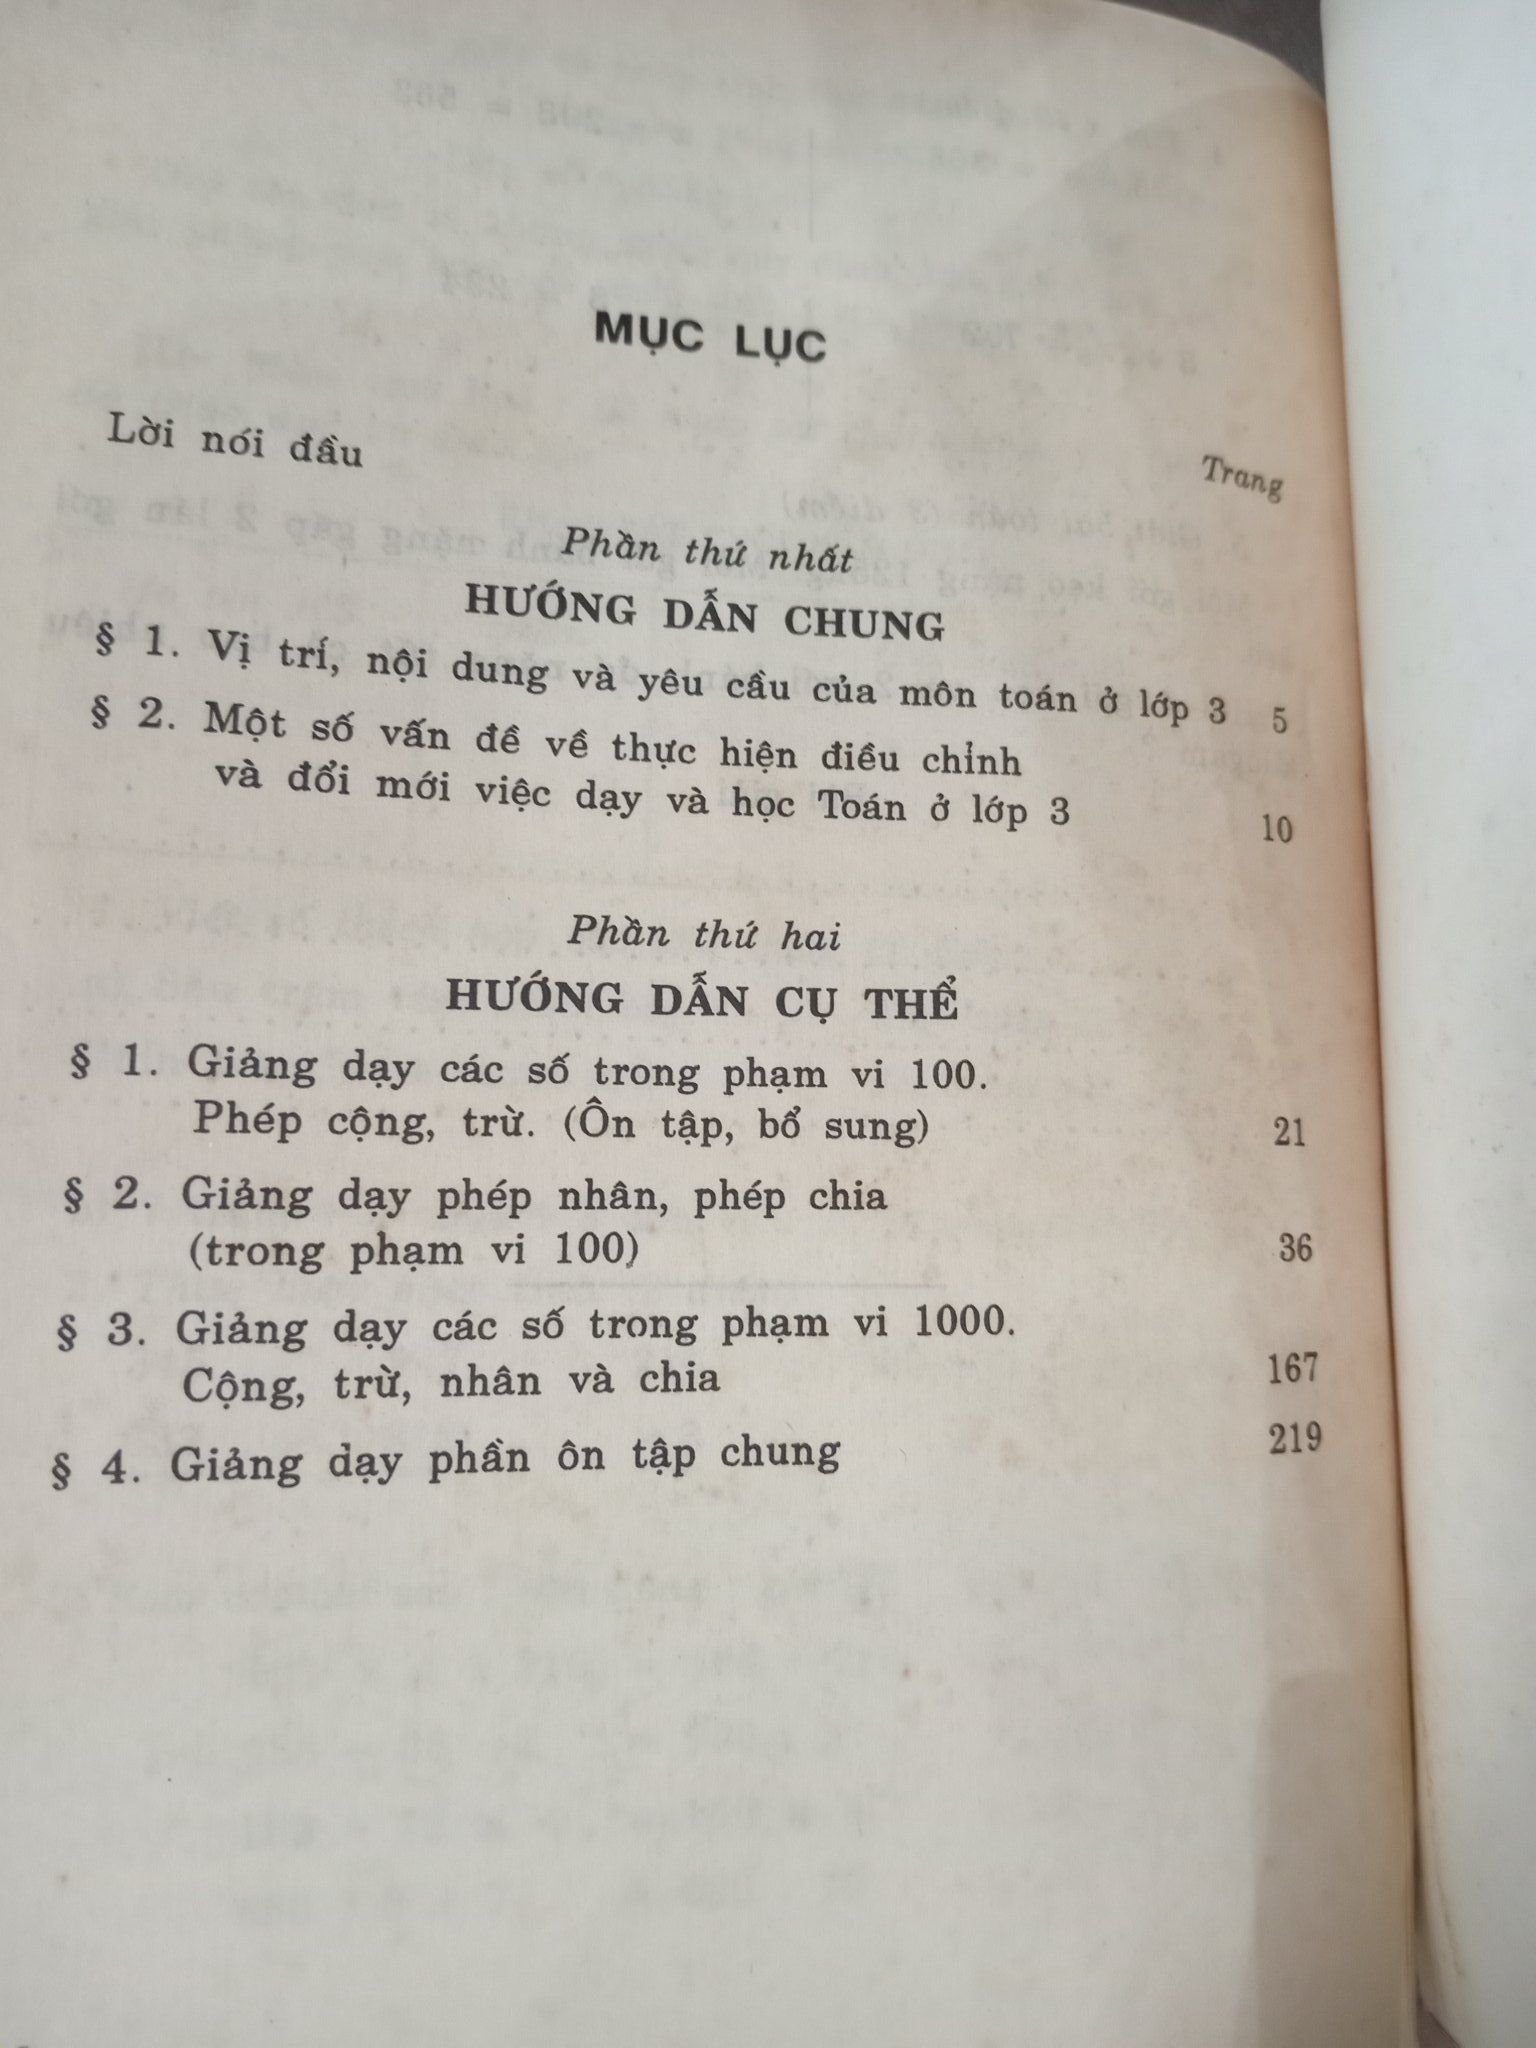 MỤC LỤC
Lời nói đầu
Trang
Phần thứ nhất
HƯỚNG DẪN CHUNG
§ 1. Vị trí, nội dung và yêu cầu của môn toán ở lớp 3 5
§ 2. Một số vấn đề về thực hiện điều chỉnh
và đổi mới việc dạy và học Toán ở lớp 3 10
Phần thứ hai
HƯỚNG DẪN CỤ THỂ
§ 1. Giảng dạy các số trong phạm vi 100.
Phép cộng, trừ. (Ôn tập, bổ sung) 21
§ 2. Giảng dạy phép nhân, phép chia
(trong phạm vi 100) 36
§ 3. Giảng dạy các số trong phạm vi 1000.
Cộng, trừ, nhân và chia 167
§ 4. Giảng dạy phần ôn tập chung 219